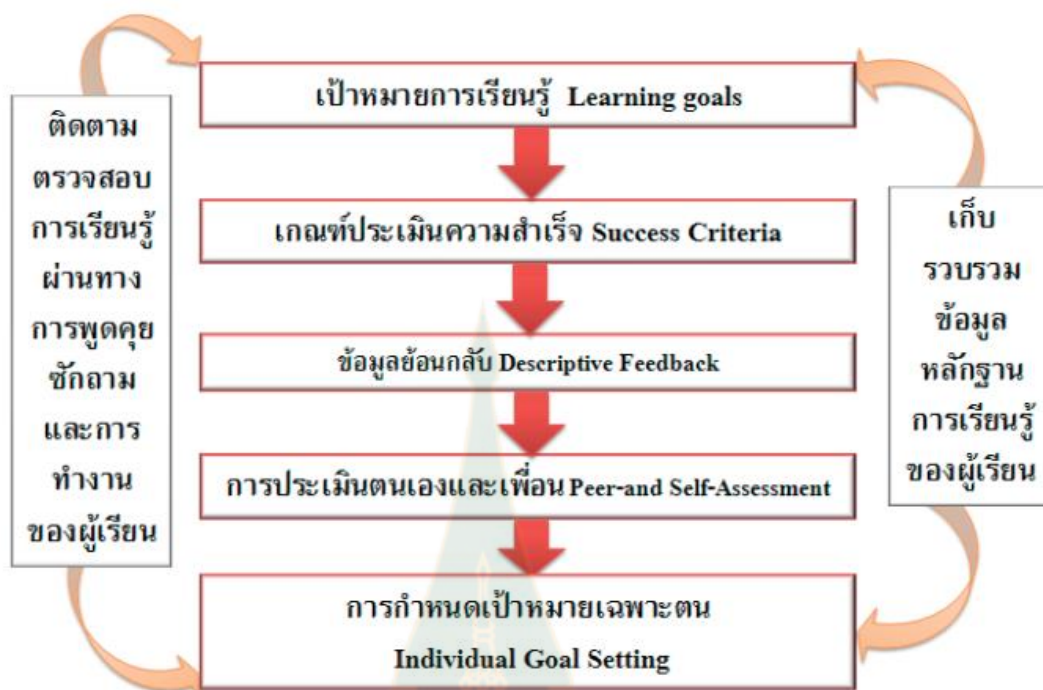 เป้าหมายการเรียนรู้ Learning goals
เกณฑ์ประเมินความสำเร็จ Success Criteria
ข้อมูลย้อนกลับ Descriptive Feedback
การประเมินตนเองและเพื่อน Peer-and Self-Assessment
การกำหนดเป้าหมายเฉพาะตน
Individual Goal Setting
ติดตาม
ตรวจสอบ
การเรียนรู้
ผ่านทาง
การพูดคุย
ซักถาม
และการ
ทำงาน
ของผู้เรียน
เก็บ
รวบรวม
ข้อมูล
หลักฐาน
การเรียนรู้
ของผู้เรียน